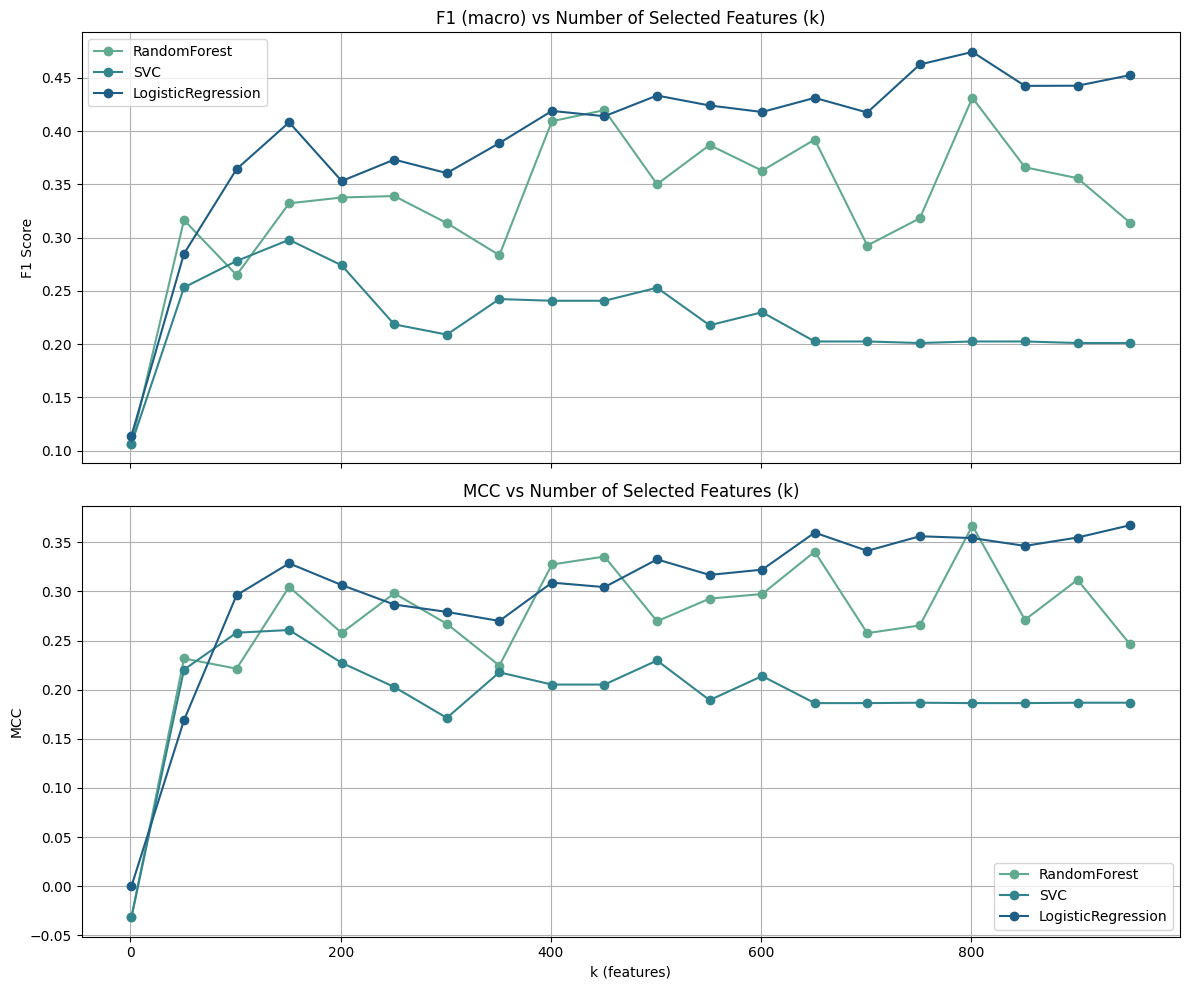 F1 (macro) vs Number of Selected Features (k)
RandomForest
SVC
LogisticRegression
F1 Score
0.45
0.40
0.35
0.30
0.25
0.20
0.15
0.10
MCC vs Number of Selected Features (k)
MCC
0.35
0.30
0.25
0.20
0.15
0.10
0.05
0.00
−0.05
RandomForest
SVC
LogisticRegression
0 200 400 600 800
k (features)